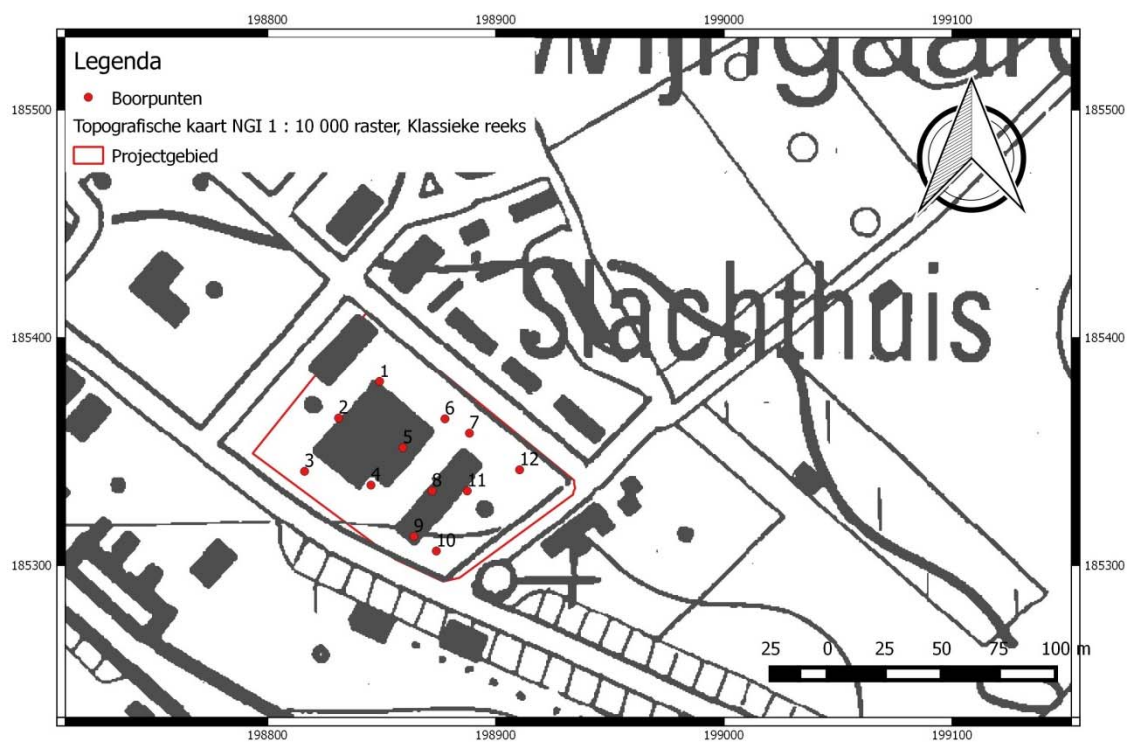 198800 198900 199000 199100
Legenda
Boorpunten
Topografische kaart NGI 1 : 10 000 raster, Klassieke reeks
Projectgebied
185500 185500
Slachthuis
185400 185400
1
2
6
7
5
3
4
12
8
11
9
10
185300 185300
25 0 25 50 75 100 m
198800 198900 199000 199100